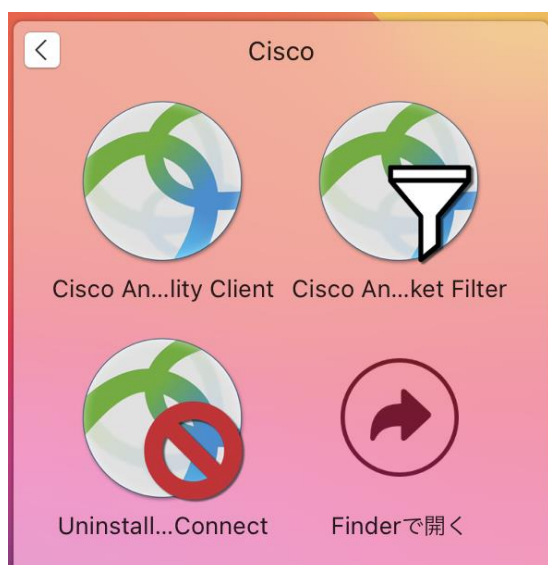 Cisco
Cisco An...lity Client
Cisco An...ket Filter
Uninstall...Connect
Finderで開く